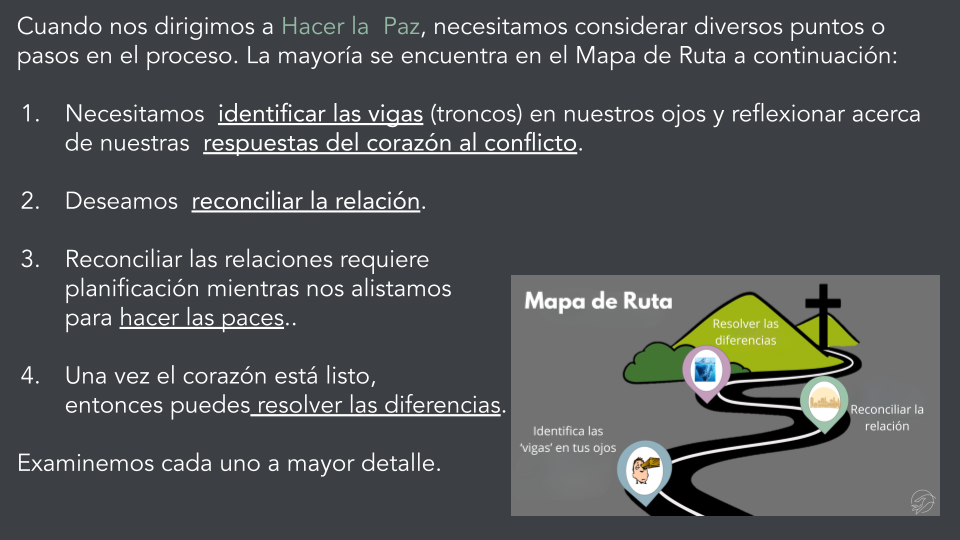 Cuando nos dirigimos a Hacer la Paz, necesitamos considerar diversos puntos o
pasos en el proceso. La mayoría se encuentra en el Mapa de Ruta a continuación:
1. Necesitamos identificar las vigas (troncos) en nuestros ojos y reflexionar acerca
de nuestras respuestas del corazón al conflicto.
2. Deseamos reconciliar la relación.
3. Reconciliar las relaciones requiere
planificación mientras nos alistamos
para hacer las paces..
4. Una vez el corazón está listo,
entonces puedes resolver las diferencias.
Examinemos cada uno a mayor detalle.
Mapa de Ruta
Resolver las
diferencias
Reconciliar la
relación
Identifica las
'vigas' en tus ojos